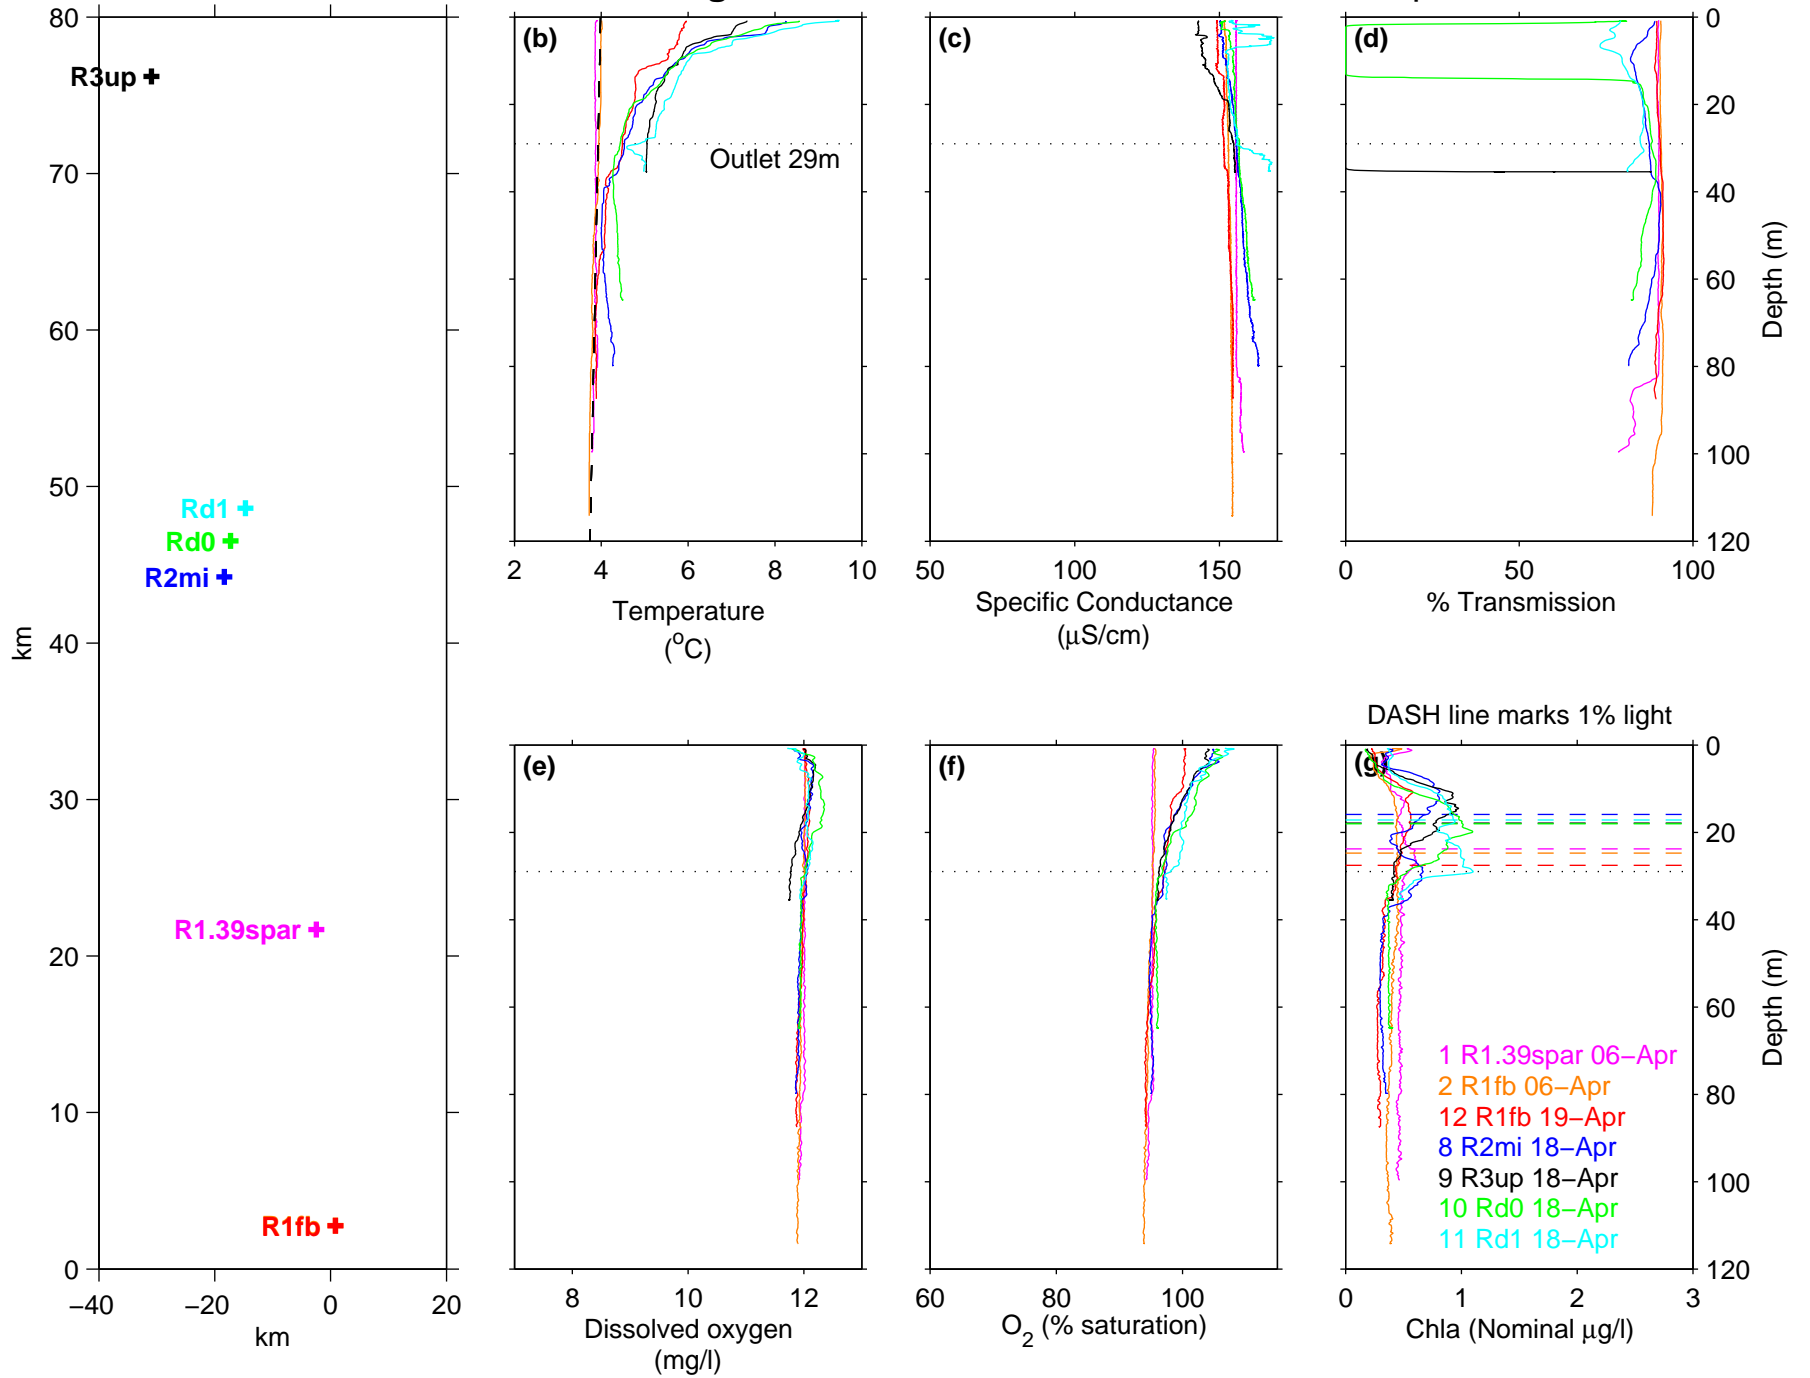 80
70
60
50
40
30
20
10
0
km
−40
−20
0
20
km
R3up
Rd1
Rd0
R2mi
R1.39spar
R1fb
(b)
Outlet 29m
2
4
6
8
10
Temperature
(°C)
(c)
50
100
150
Specific Conductance
(μS/cm)
(d)
0
50
100
% Transmission
0
20
40
60
80
100
120
Depth (m)
(e)
8
10
12
Dissolved oxygen
(mg/l)
(f)
60
80
100
O2 (% saturation)
DASH line marks 1% light
(g)
1 R1.39spar 06−Apr
2 R1fb 06−Apr
12 R1fb 19−Apr
8 R2mi 18−Apr
9 R3up 18−Apr
10 Rd0 18−Apr
11 Rd1 18−Apr
0
1
2
3
Chla (Nominal μg/l)
0
20
40
60
80
100
120
Depth (m)